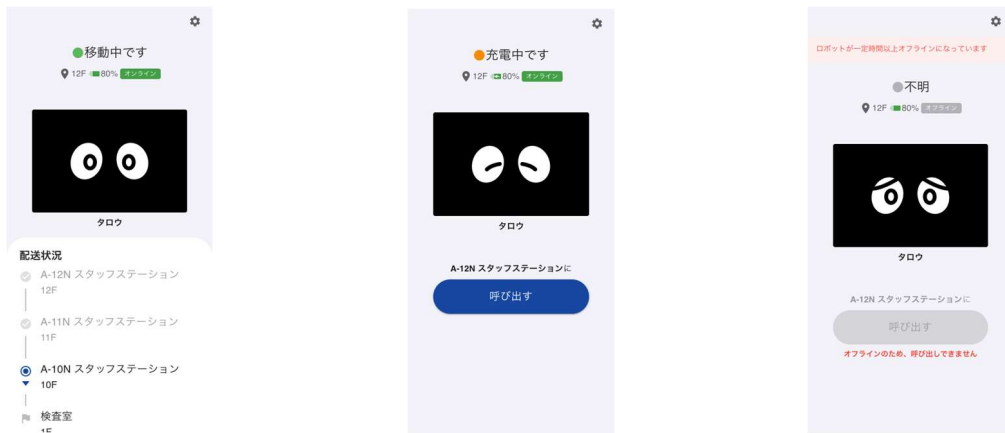 移動中です
12F 80% オンライン
タロウ
配送状況
A-12N スタッフステーション
12F
A-11N スタッフステーション
11F
A-10N スタッフステーション
10F
検査室
1F
充電中です
12F 80% オンライン
タロウ
A-12N スタッフステーションに
呼び出す
ロボットが一定時間以上オフラインになっています
不明
12F 80% オフライン
タロウ
A-12N スタッフステーションに
呼び出す
オフラインのため、呼び出しできません